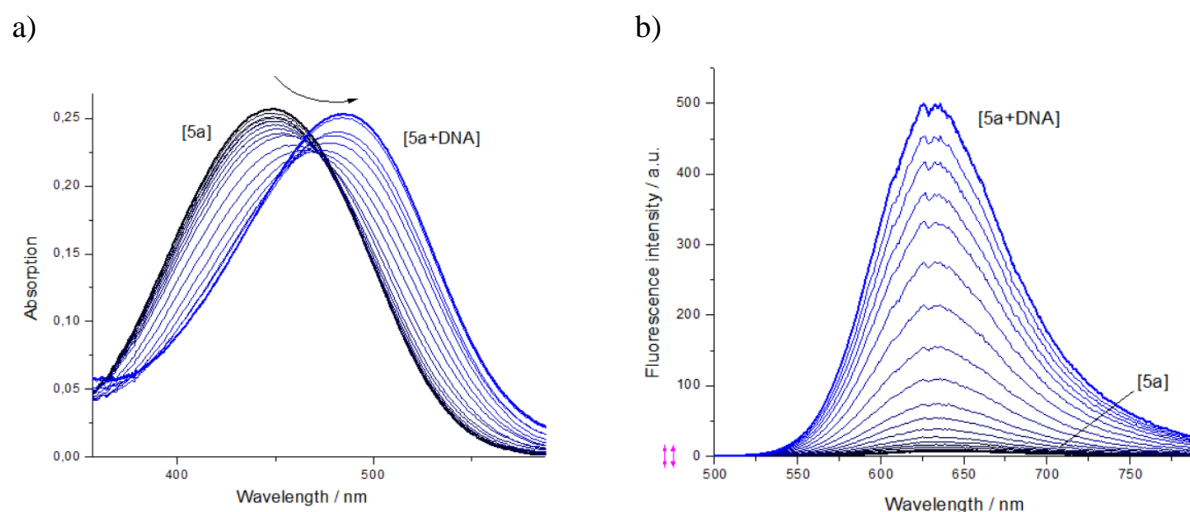 a)
[5a]
[5a+DNA]
0,25
0,20
0,15
0,10
0,05
0,00
Absorption
400
500
Wavelength / nm
b)
500
400
300
200
100
0
[5a+DNA]
[5a]
Fluorescence intensity / a.u.
500
550
600
650
700
750
Wavelength / nm